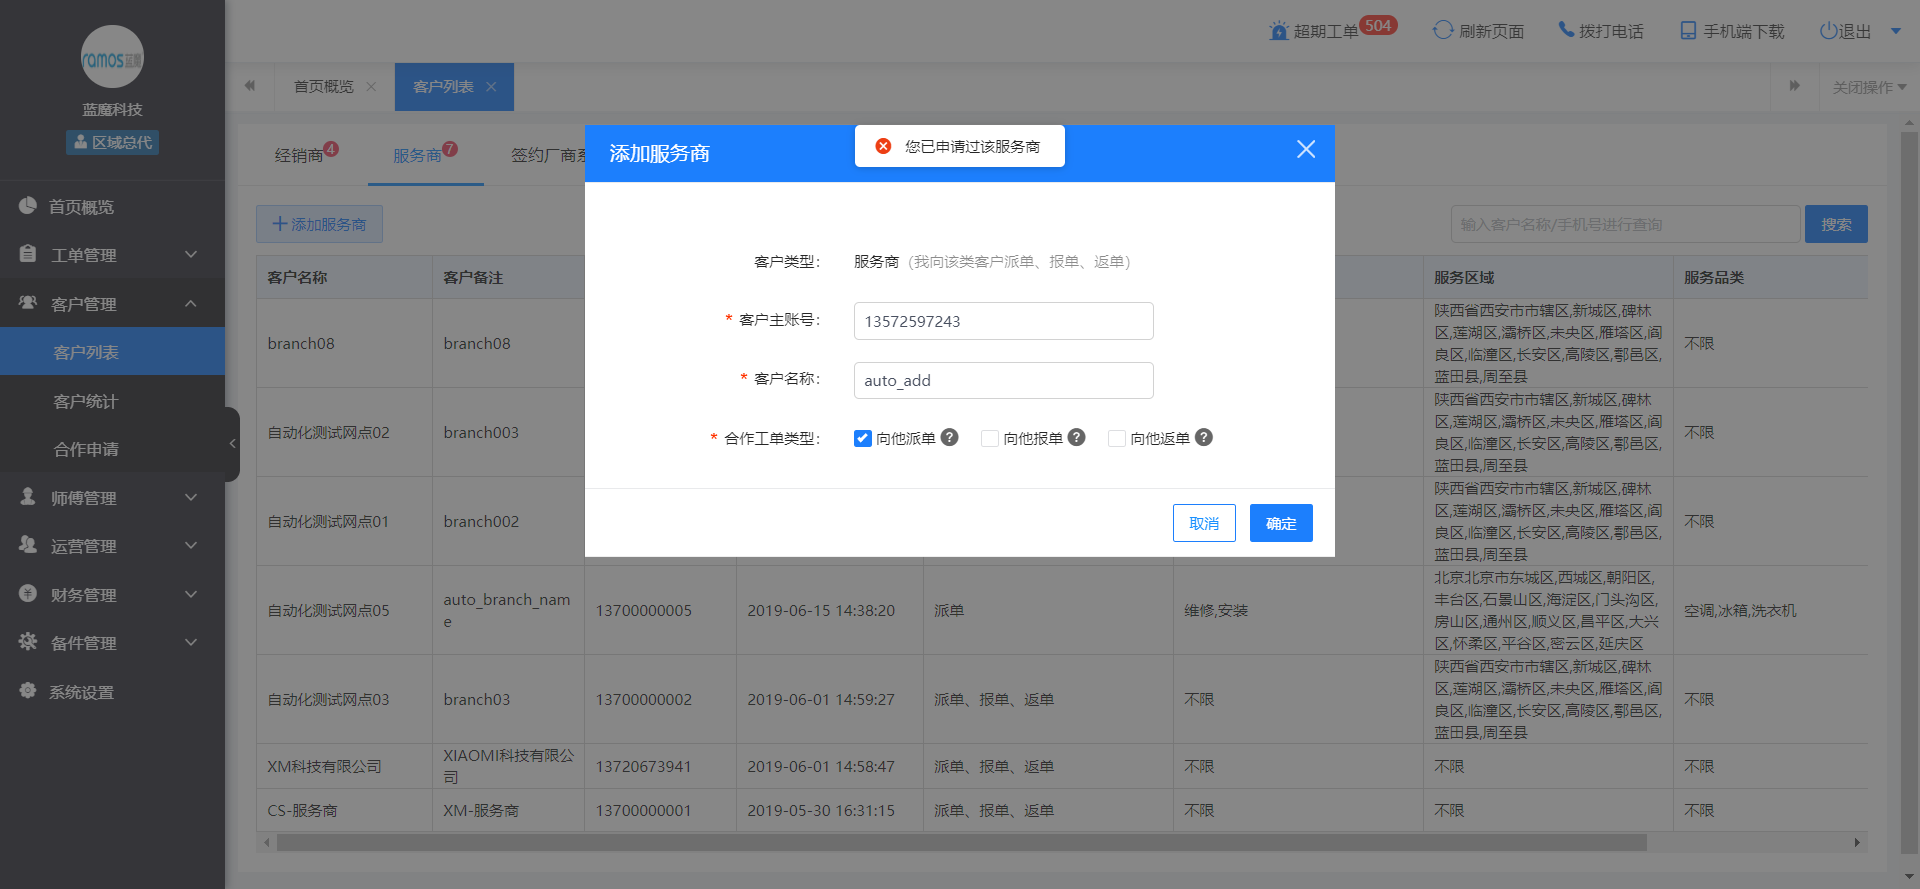 ramos蓝魔
蓝魔科技
区域总代
首页概览
工单管理
客户管理
客户列表
客户统计
合作申请
师傅管理
运营管理
财务管理
备件管理
系统设置
超期工单 504 刷新页面 拨打电话 手机端下载 退出
首页概览 客户列表 关闭操作
经销商 4 服务商 7 签约厂商系
添加服务商
输入客户名称/手机号进行查询 搜索
添加服务商
您已申请过该服务商
客户类型： 服务商（我向该类客户派单、报单、返单）
* 客户主账号： 13572597243
* 客户名称： auto_add
* 合作工单类型： 向他派单 ? 向他报单 ? 向他返单 ?
取消 确定
客户名称 客户备注 服务区域 服务品类
branch08 branch08 不限
陕西省西安市市辖区,新城区,碑林
区,莲湖区,灞桥区,未央区,雁塔区,阎
良区,临潼区,长安区,高陵区,鄠邑区,
蓝田县,周至县
自动化测试网点02 branch003 不限
陕西省西安市市辖区,新城区,碑林
区,莲湖区,灞桥区,未央区,雁塔区,阎
良区,临潼区,长安区,高陵区,鄠邑区,
蓝田县,周至县
自动化测试网点01 branch002 不限
陕西省西安市市辖区,新城区,碑林
区,莲湖区,灞桥区,未央区,雁塔区,阎
良区,临潼区,长安区,高陵区,鄠邑区,
蓝田县,周至县
自动化测试网点05 auto_branch_nam
e
13700000005 2019-06-15 14:38:20 派单 维修,安装
北京北京市东城区,西城区,朝阳区,
丰台区,石景山区,海淀区,门头沟区,
房山区,通州区,顺义区,昌平区,大兴
区,怀柔区,平谷区,密云区,延庆区
空调,冰箱,洗衣机
自动化测试网点03 branch03 13700000002 2019-06-01 14:59:27 派单、报单、返单 不限
陕西省西安市市辖区,新城区,碑林
区,莲湖区,灞桥区,未央区,雁塔区,阎
良区,临潼区,长安区,高陵区,鄠邑区,
蓝田县,周至县
不限
XM科技有限公司 XIAOMI科技有限公
司
13720673941 2019-06-01 14:58:47 派单、报单、返单 不限 不限 不限
CS-服务商 XM-服务商 13700000001 2019-05-30 16:31:15 派单、报单、返单 不限 不限 不限